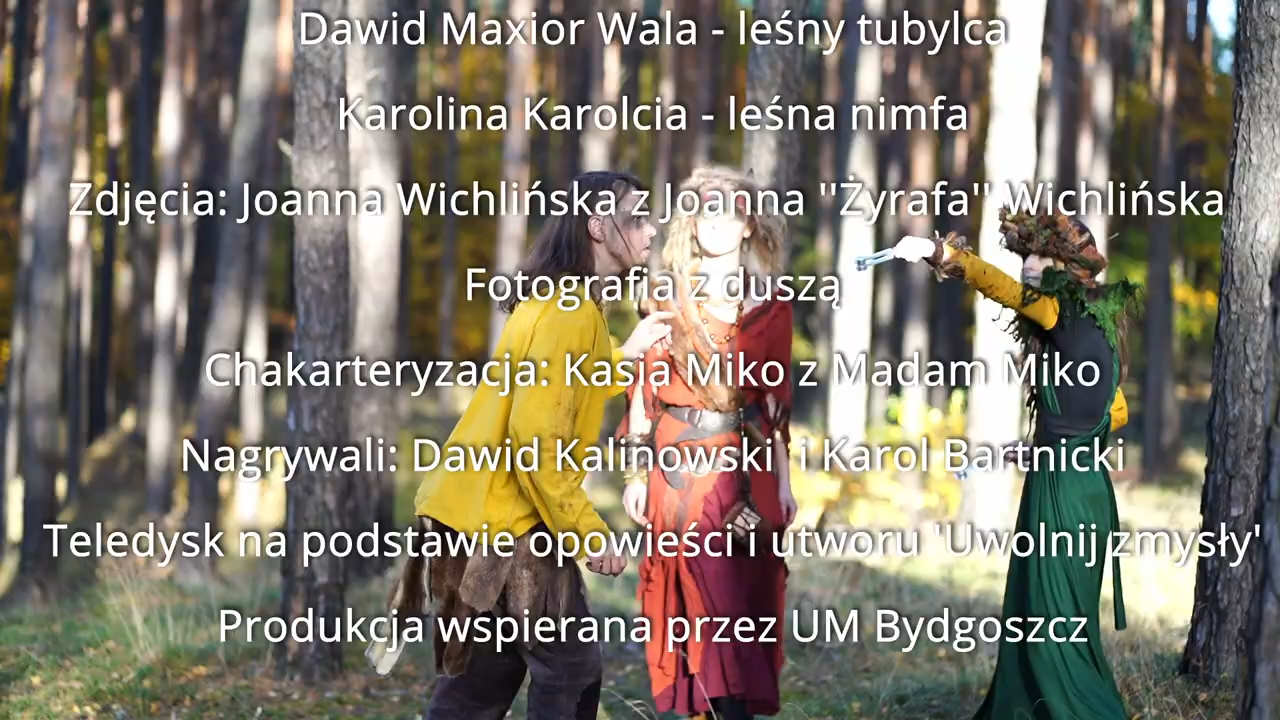 Dawid Maxior Wala - leśny tubylca
Karolina Karolcia - leśna nimfa
Zdjęcia: Joanna Wichlińska z Joanna ''Żyrafa'' Wichlińska
Fotografia z duszą
Chakarteryzacja: Kasia Miko z Madam Miko
Nagrywali: Dawid Kalinowski  i Karol Bartnicki
Teledysk na podstawie opowieści i utworu 'Uwolnij zmysły'
Produkcja wspierana przez UM Bydgoszcz